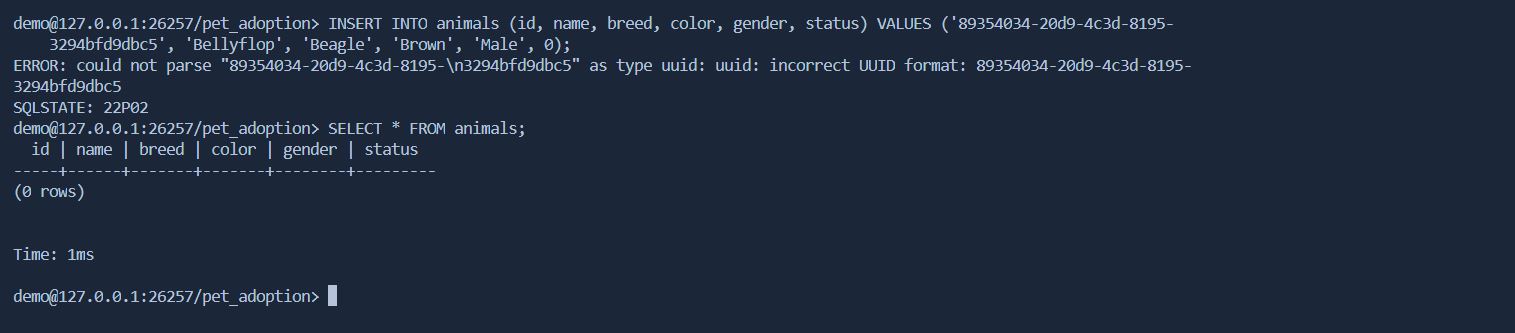 demo@127.0.0.1:26257/pet_adoption> INSERT INTO animals (id, name, breed, color, gender, status) VALUES ('89354034-20d9-4c3d-8195-
3294bfd9dbc5', 'Bellyflop', 'Beagle', 'Brown', 'Male', 0);
ERROR: could not parse "89354034-20d9-4c3d-8195-\n3294bfd9dbc5" as type uuid: uuid: incorrect UUID format: 89354034-20d9-4c3d-8195-
3294bfd9dbc5
SQLSTATE: 22P02
demo@127.0.0.1:26257/pet_adoption> SELECT * FROM animals;
  id | name | breed | color | gender | status
-----+------+-------+-------+--------+---------
(0 rows)
Time: 1ms
demo@127.0.0.1:26257/pet_adoption>